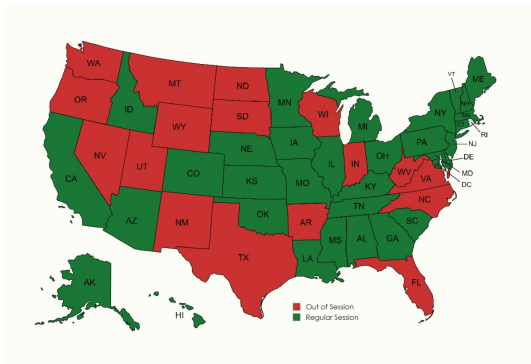 WA
MT
ND
MN
VT
ME
OR
ID
SD
WI
MI
NY
NH
MA
WY
NE
IA
PA
CT
RI
NJ
NV
UT
CO
KS
MO
IL
IN
OH
DE
MD
DC
CA
KY
WV
VA
AZ
NM
OK
AR
TN
NC
SC
TX
LA
MS
AL
GA
AK
HI
FL
Out of Session
Regular Session